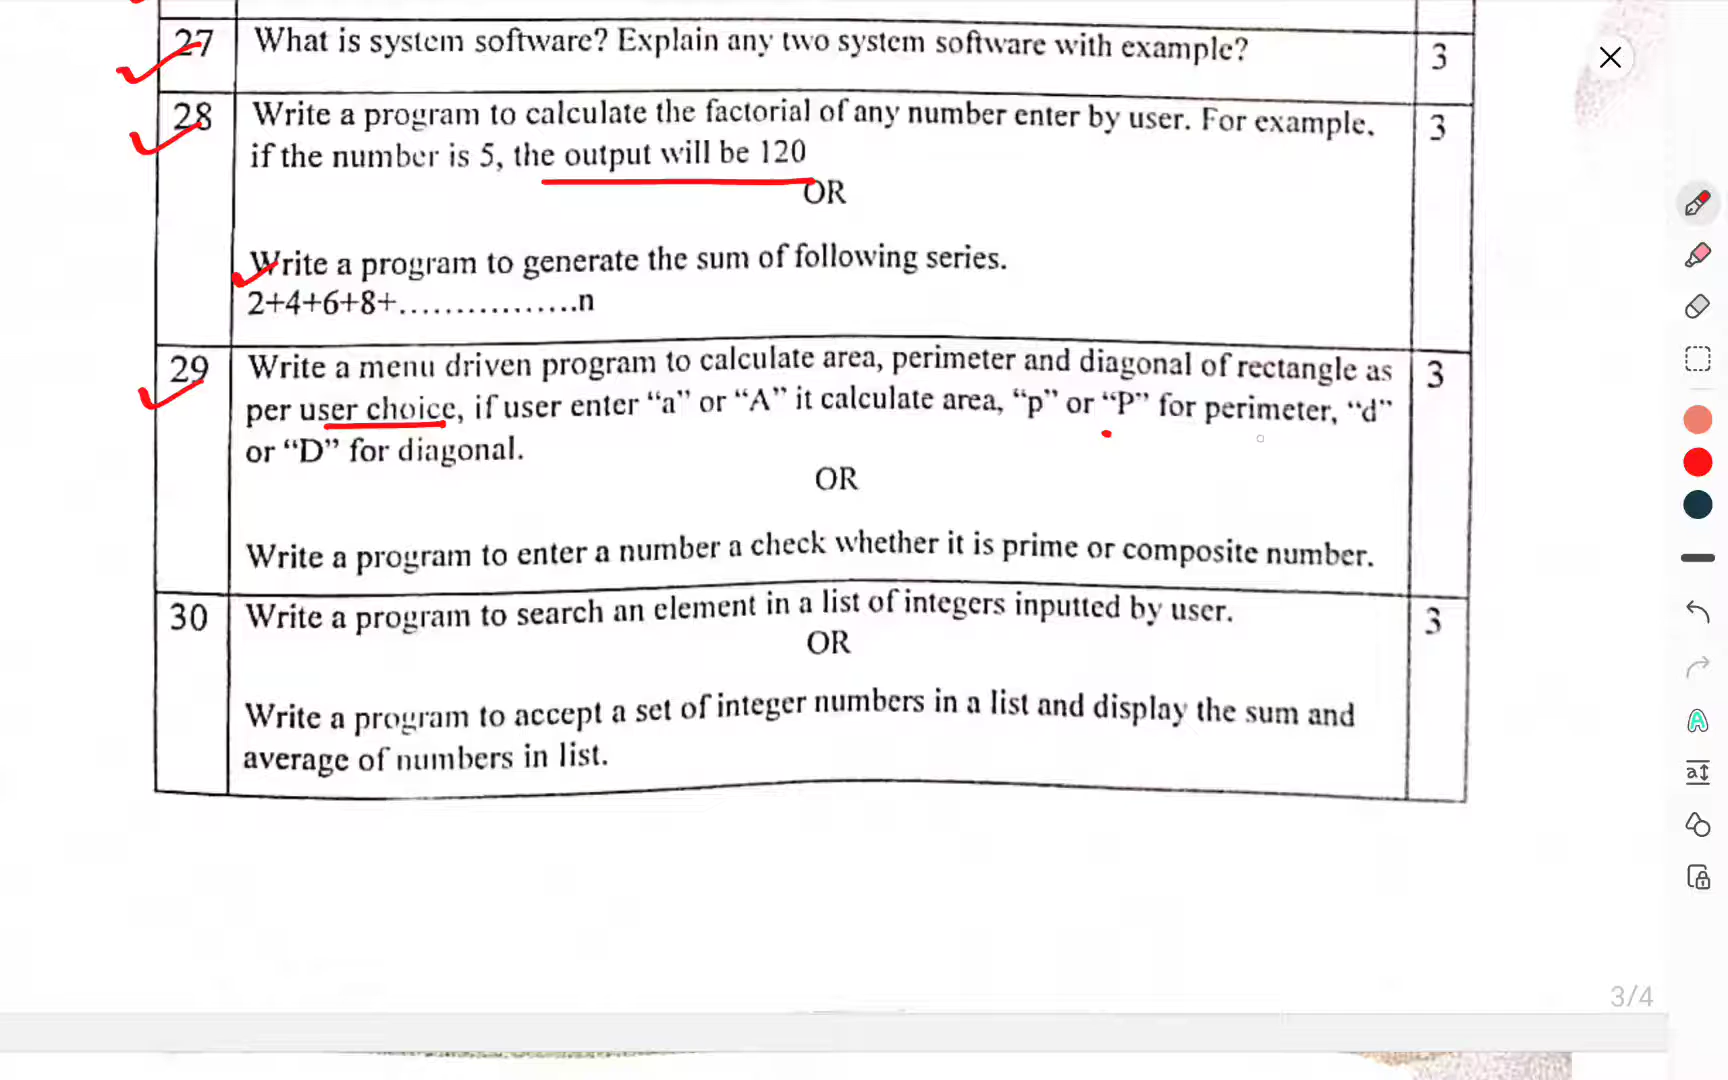 27 What is system software? Explain any two system software with example? 3
28 Write a program to calculate the factorial of any number enter by user. For example, 3
if the number is 5, the output will be 120
OR
Write a program to generate the sum of following series.
2+4+6+8+................n
29 Write a menu driven program to calculate area, perimeter and diagonal of rectangle as 3
per user choice, if user enter “a” or “A” it calculate area, “p” or “P” for perimeter, “d”
or “D” for diagonal.
OR
Write a program to enter a number a check whether it is prime or composite number.
30 Write a program to search an element in a list of integers inputted by user. 3
OR
Write a program to accept a set of integer numbers in a list and display the sum and
average of numbers in list.
3/4